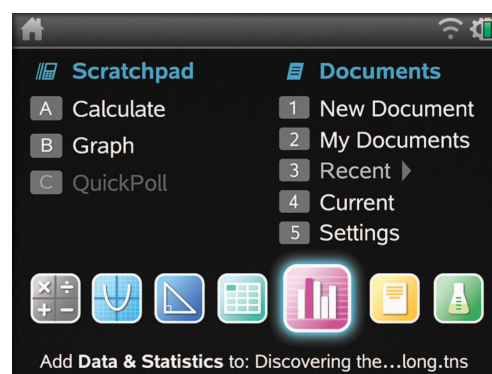 Scratchpad
A Calculate
B Graph
C QuickPoll
Documents
1 New Document
2 My Documents
3 Recent
4 Current
5 Settings
Add Data & Statistics to: Discovering the...long.tns